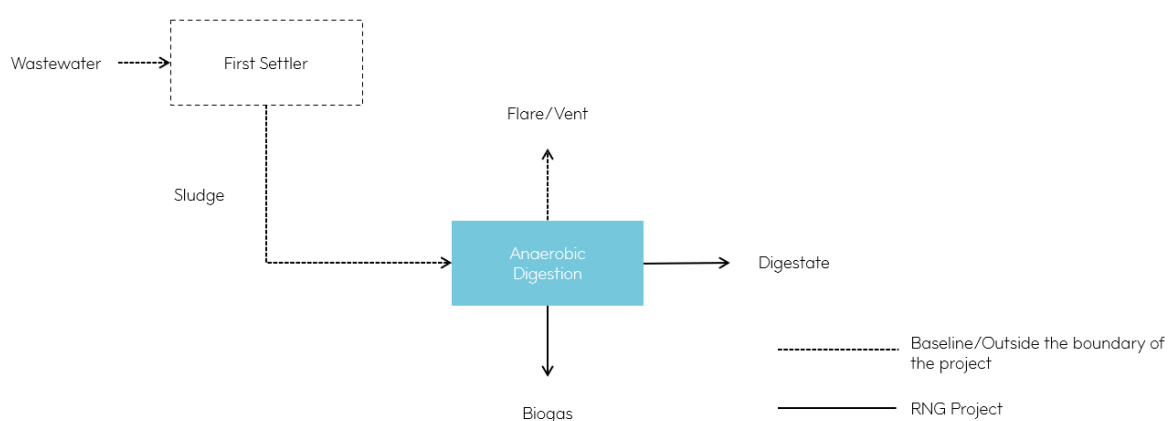 Wastewater
First Settler
Flare/Vent
Sludge
Anaerobic
Digestion
Digestate
Baseline/Outside the boundary of
the project
RNG Project
Biogas